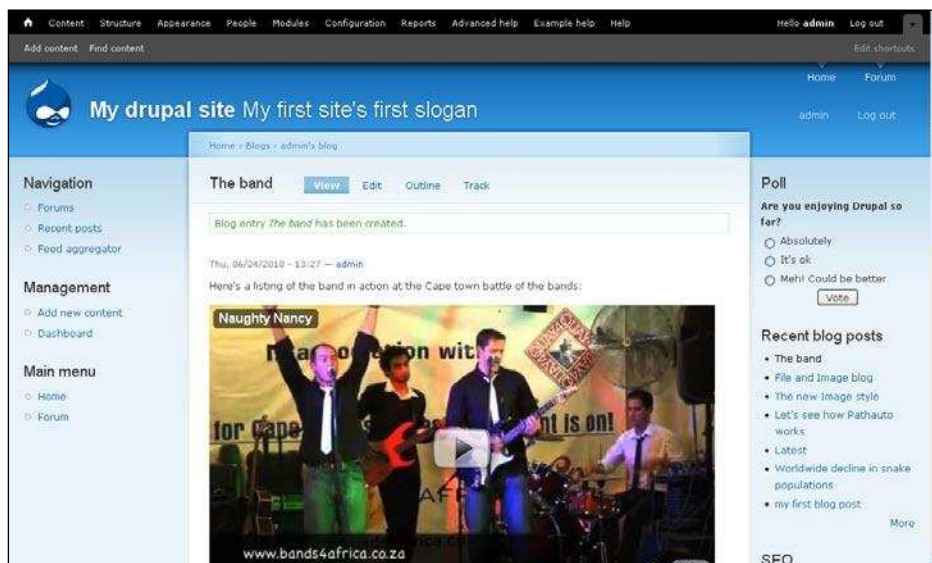 Content Structure Appearance People Modules Configuration Reports Advanced help Example help Help Hello admin Log out
Add content Find content Edit shortcuts
Home Forum
My drupal site My first site's first slogan
admin Log out
Home › Blogs › admin's blog
Navigation
Forums
Recent posts
Feed aggregator
Management
Add new content
Dashboard
Main menu
Home
Forum
The band View Edit Outline Track
Blog entry The band has been created.
Thu, 06/24/2010 - 13:27 — admin
Here's a listing of the band in action at the Cape town battle of the bands:
Naughty Nancy
with
for Cape
nt is on!
www.bands4africa.co.za
Poll
Are you enjoying Drupal so
far?
Absolutely
It's ok
Meh! Could be better
Vote
Recent blog posts
The band
File and Image blog
The new Image style
Let's see how Pathauto
works
Latest
Worldwide decline in snake
populations
my first blog post
More
SEO